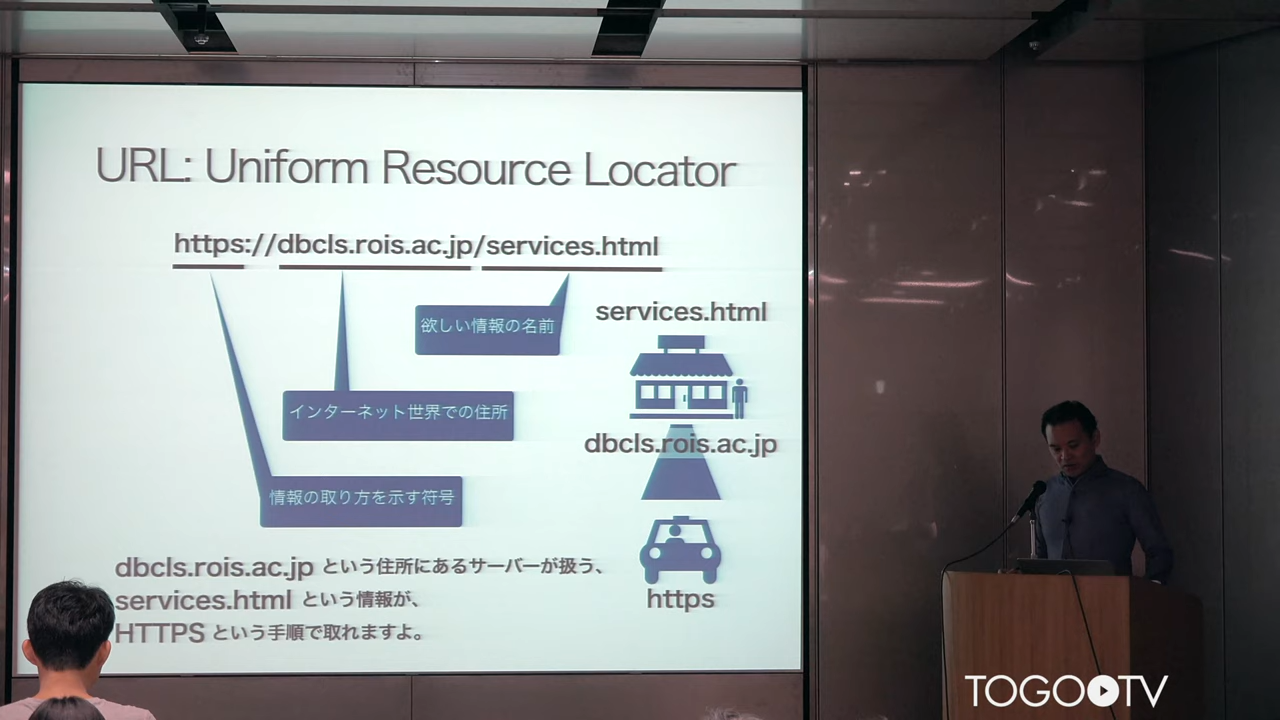 URL: Uniform Resource Locator
https://dbcls.rois.ac.jp/services.html
欲しい情報の名前
インターネット世界での住所
情報の取り方を示す符号
services.html
dbcls.rois.ac.jp
https
dbcls.rois.ac.jp という住所にあるサーバーが扱う、
services.html という情報が、
HTTPS という手順で取れますよ。
TOGOTV